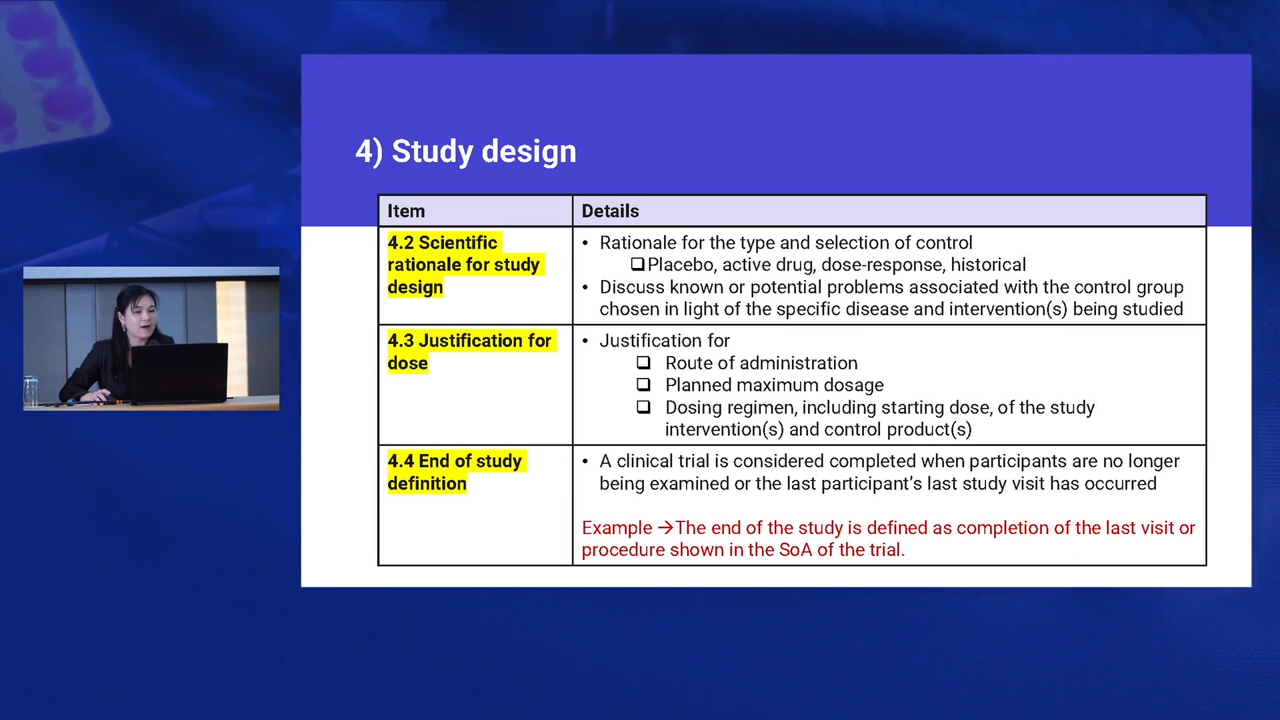 4) Study design
Item
Details
4.2 Scientific
rationale for study
design
• Rationale for the type and selection of control
❑Placebo, active drug, dose-response, historical
• Discuss known or potential problems associated with the control group
chosen in light of the specific disease and intervention(s) being studied
4.3 Justification for
dose
• Justification for
❑ Route of administration
❑ Planned maximum dosage
❑ Dosing regimen, including starting dose, of the study
intervention(s) and control product(s)
4.4 End of study
definition
• A clinical trial is considered completed when participants are no longer
being examined or the last participant's last study visit has occurred
Example →The end of the study is defined as completion of the last visit or
procedure shown in the SoA of the trial.